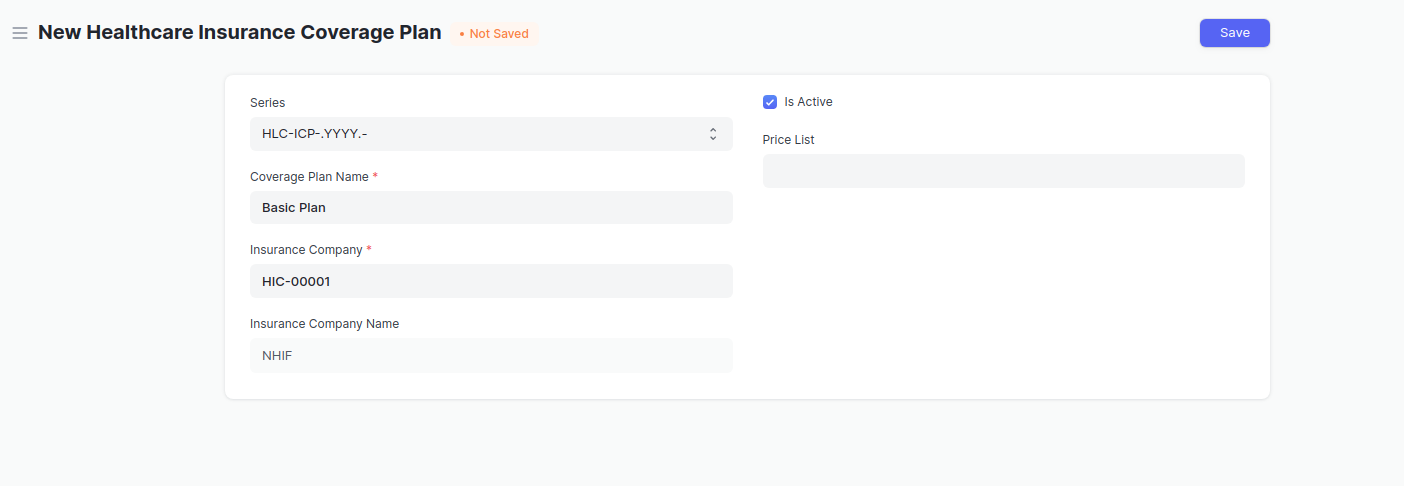 New Healthcare Insurance Coverage Plan
• Not Saved
Save
Series
HLC-ICP-.YYYY.-
Coverage Plan Name *
Basic Plan
Insurance Company *
HIC-00001
Insurance Company Name
NHIF
Is Active
Price List